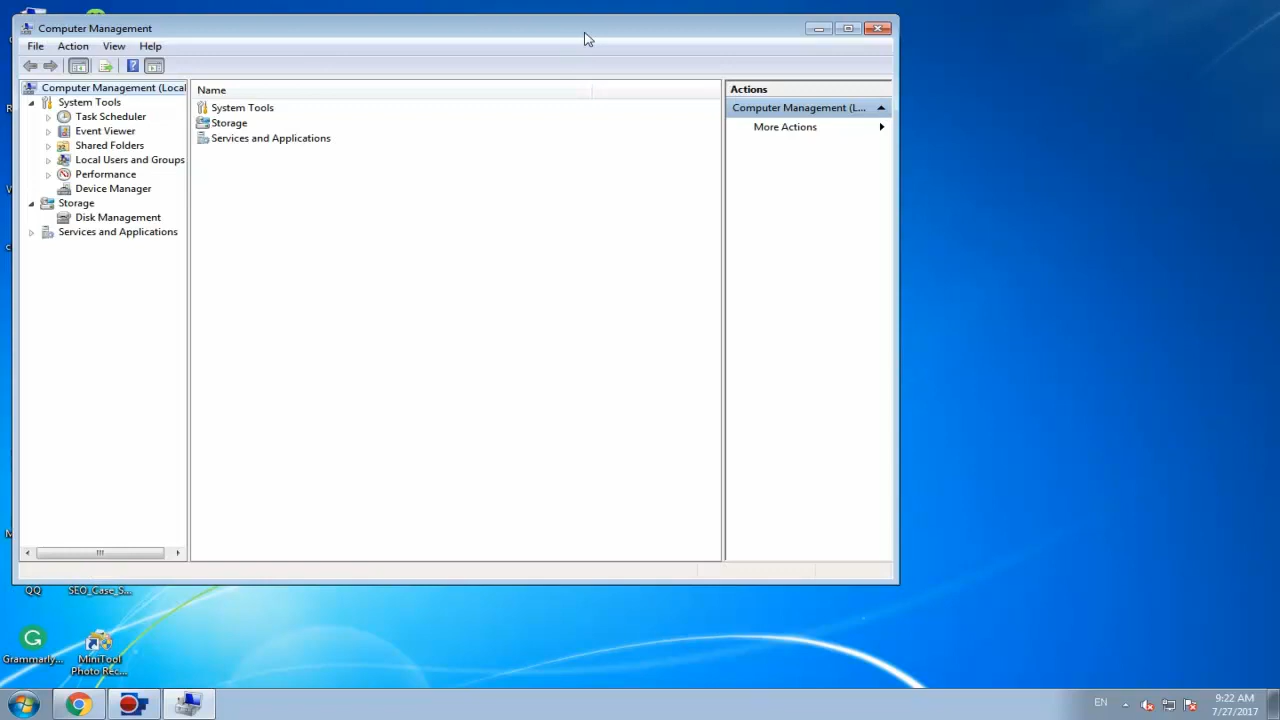 Computer Management
File Action View Help
Computer Management (Local
System Tools
Task Scheduler
Event Viewer
Shared Folders
Local Users and Groups
Performance
Device Manager
Storage
Disk Management
Services and Applications
Name
System Tools
Storage
Services and Applications
Actions
Computer Management (L...
More Actions
QQ
SEO_Case_S...
Grammarly...
MiniTool
Photo Rec...
EN
9:22 AM
7/27/2017